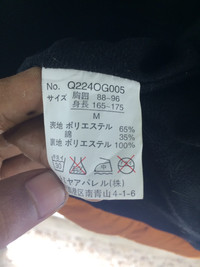 No. Q224OG005
サイズ 胸囲 88-96
身長 165-175
M
表地 ポリエステル 65%
綿 35%
裏地 ポリエステル 100%
ヤアパレル(株)
区南青山4-1-6